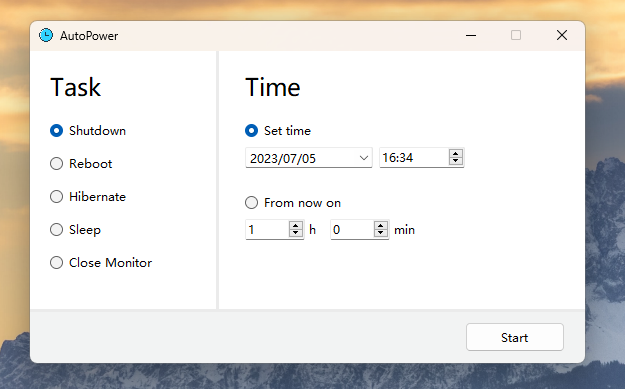 AutoPower
Task
Shutdown
Reboot
Hibernate
Sleep
Close Monitor
Time
Set time
2023/07/05 16:34
From now on
1 h 0 min
Start